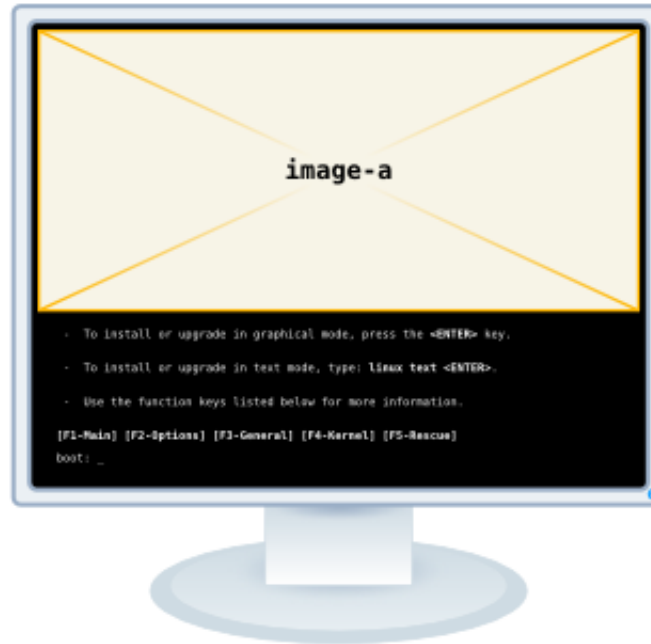 image-a
- To install or upgrade in graphical mode, press the <ENTER> key.
- To install or upgrade in text mode, type: linux text <ENTER>.
- Use the function keys listed below for more information.
[F1-Main] [F2-Options] [F3-General] [F4-Kernel] [F5-Rescue]
boot: _